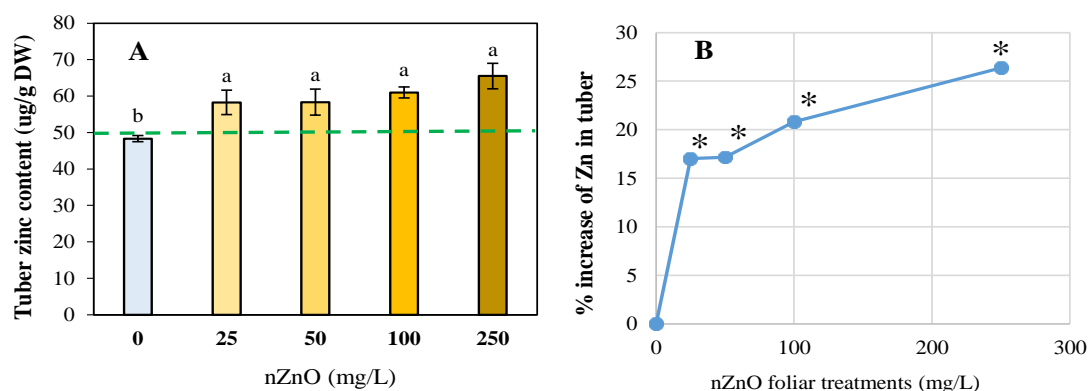 A
Tuber zinc content (ug/g DW)
80
70
60
50
40
30
20
10
0
b
a
a
a
a
0 25 50 100 250
nZnO (mg/L)
B
% increase of Zn in tuber
30
25
20
15
10
5
0
* * * *
0 100 200 300
nZnO foliar treatments (mg/L)